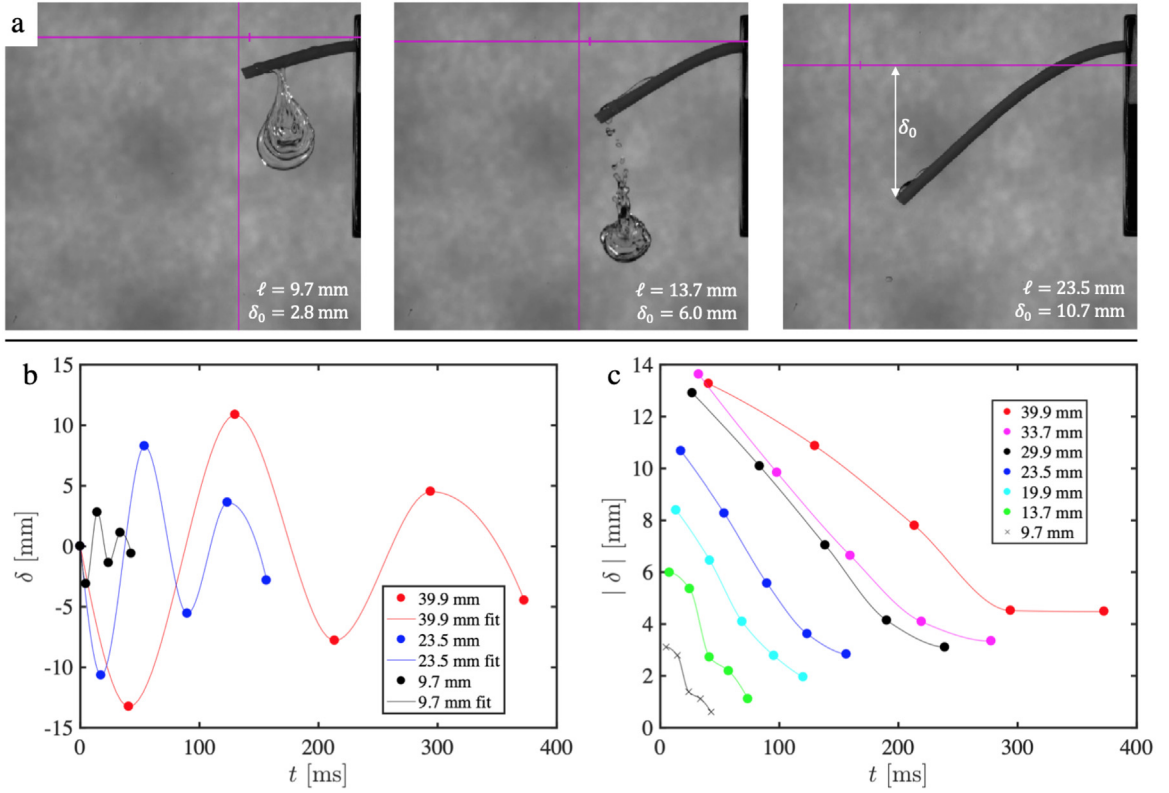 a
ℓ = 9.7 mm
δ₀ = 2.8 mm
ℓ = 13.7 mm
δ₀ = 6.0 mm
δ₀
ℓ = 23.5 mm
δ₀ = 10.7 mm
b
15
10
5
0
-5
-10
-15
δ [mm]
0
100
200
300
400
t [ms]
39.9 mm
39.9 mm fit
23.5 mm
23.5 mm fit
9.7 mm
9.7 mm fit
c
14
12
10
8
6
4
2
0
| δ | [mm]
0
100
200
300
400
t [ms]
39.9 mm
33.7 mm
29.9 mm
23.5 mm
19.9 mm
13.7 mm
9.7 mm